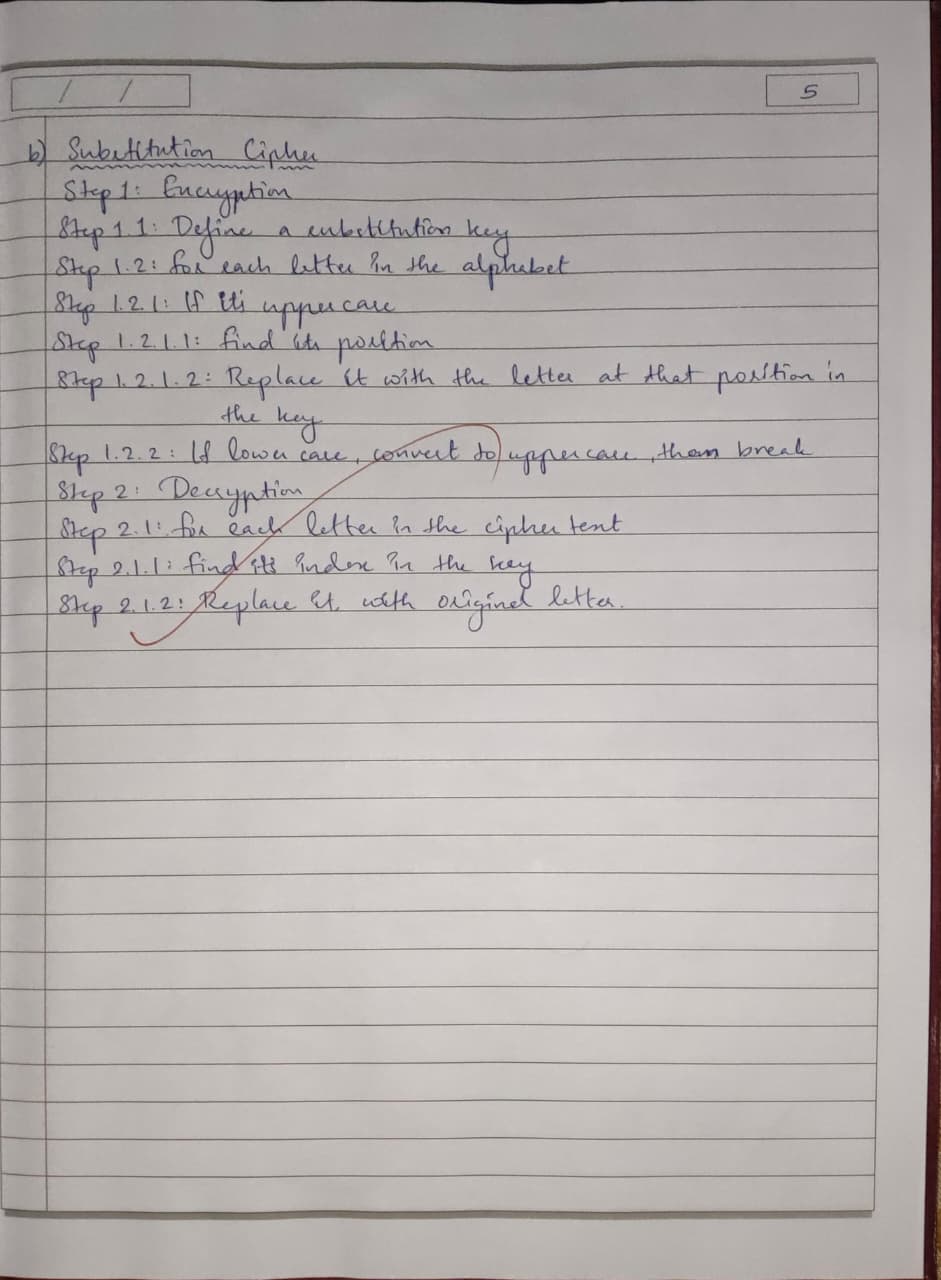 / /
5
b) Substitution Cipher
Step 1: Encryption
Step 1.1: Define a substitution key
Step 1.2: for each letter in the alphabet
Step 1.2.1: If it's uppercase
Step 1.2.1.1: find its position
Step 1.2.1.2: Replace it with the letter at that position in
the key
Step 1.2.2: If lower case, convert to uppercase, then break
Step 2: Decryption
Step 2.1: for each letter in the cipher text
Step 2.1.1: find its index in the key
Step 2.1.2: Replace it with original letter.